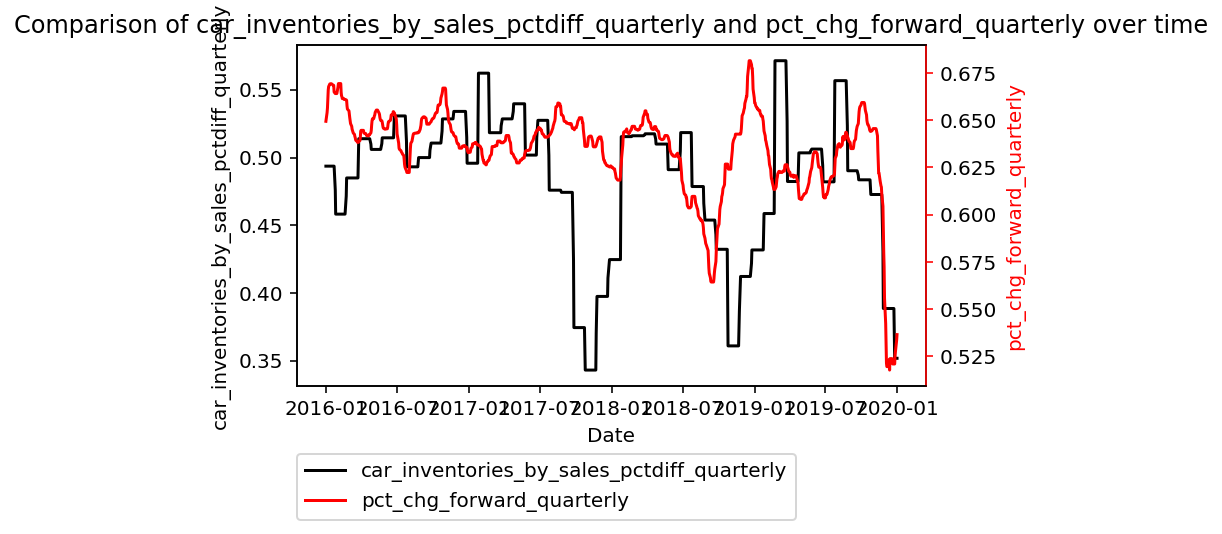 Comparison of car_inventories_by_sales_pctdiff_quarterly and pct_chg_forward_quarterly over time
car_inventories_by_sales_pctdiff_quarterly
0.55
0.50
0.45
0.40
0.35
0.675
0.650
0.625
0.600
0.575
0.550
0.525
pct_chg_forward_quarterly
2016-01 2016-07 2017-01 2017-07 2018-01 2018-07 2019-01 2019-07 2020-01
Date
car_inventories_by_sales_pctdiff_quarterly
pct_chg_forward_quarterly